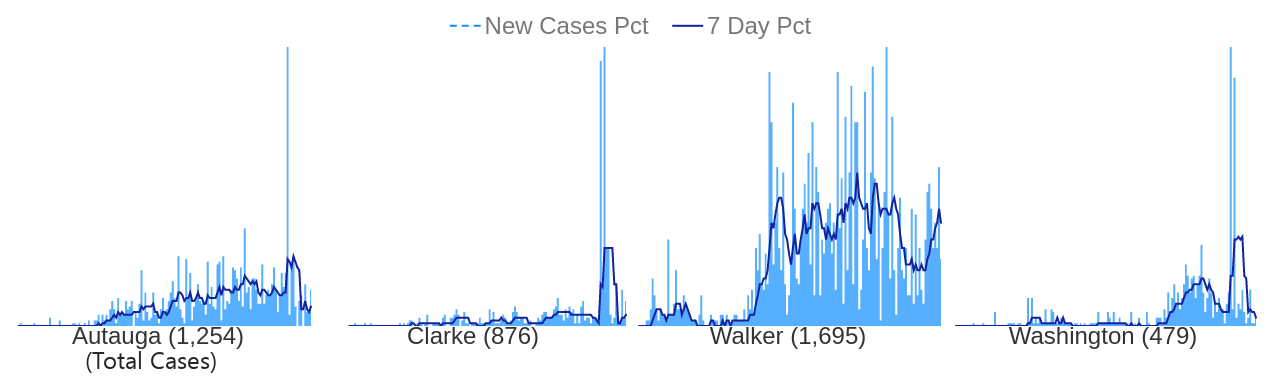 New Cases Pct 7 Day Pct
Autauga (1,254) Clarke (876) Walker (1,695) Washington (479)
(Total Cases)